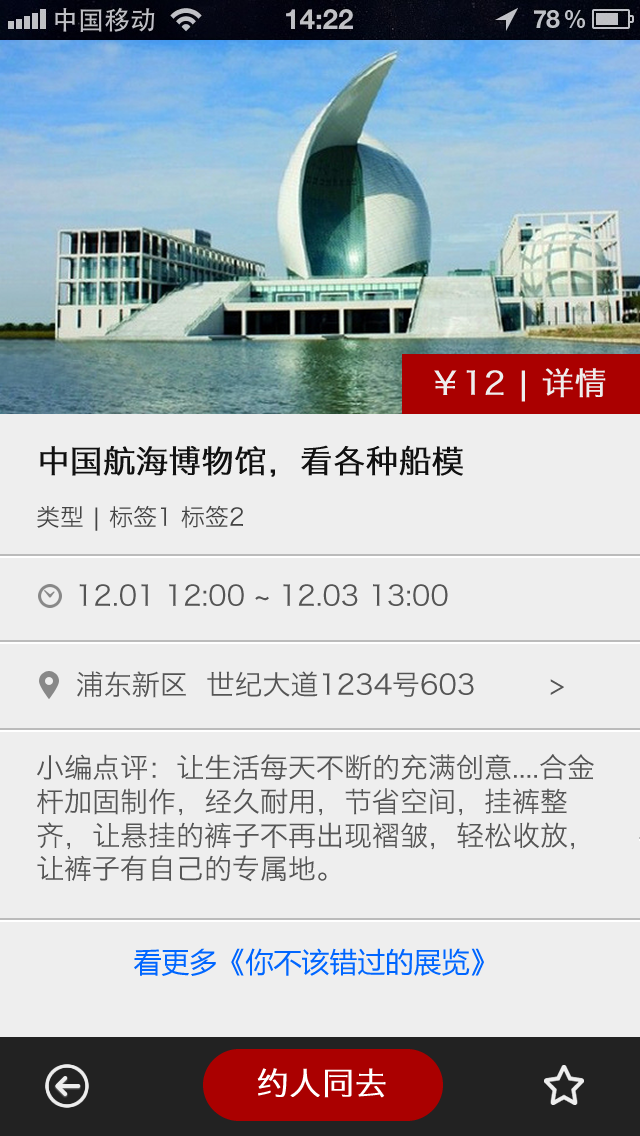 中国移动 14:22 78%
￥12 | 详情
中国航海博物馆，看各种船模
类型 | 标签1 标签2
12.01 12:00 ~ 12.03 13:00
浦东新区 世纪大道1234号603 >
小编点评：让生活每天不断的充满创意....合金
杆加固制作，经久耐用，节省空间，挂裤整
齐，让悬挂的裤子不再出现褶皱，轻松收放，
让裤子有自己的专属地。
看更多《你不该错过的展览》
约人同去